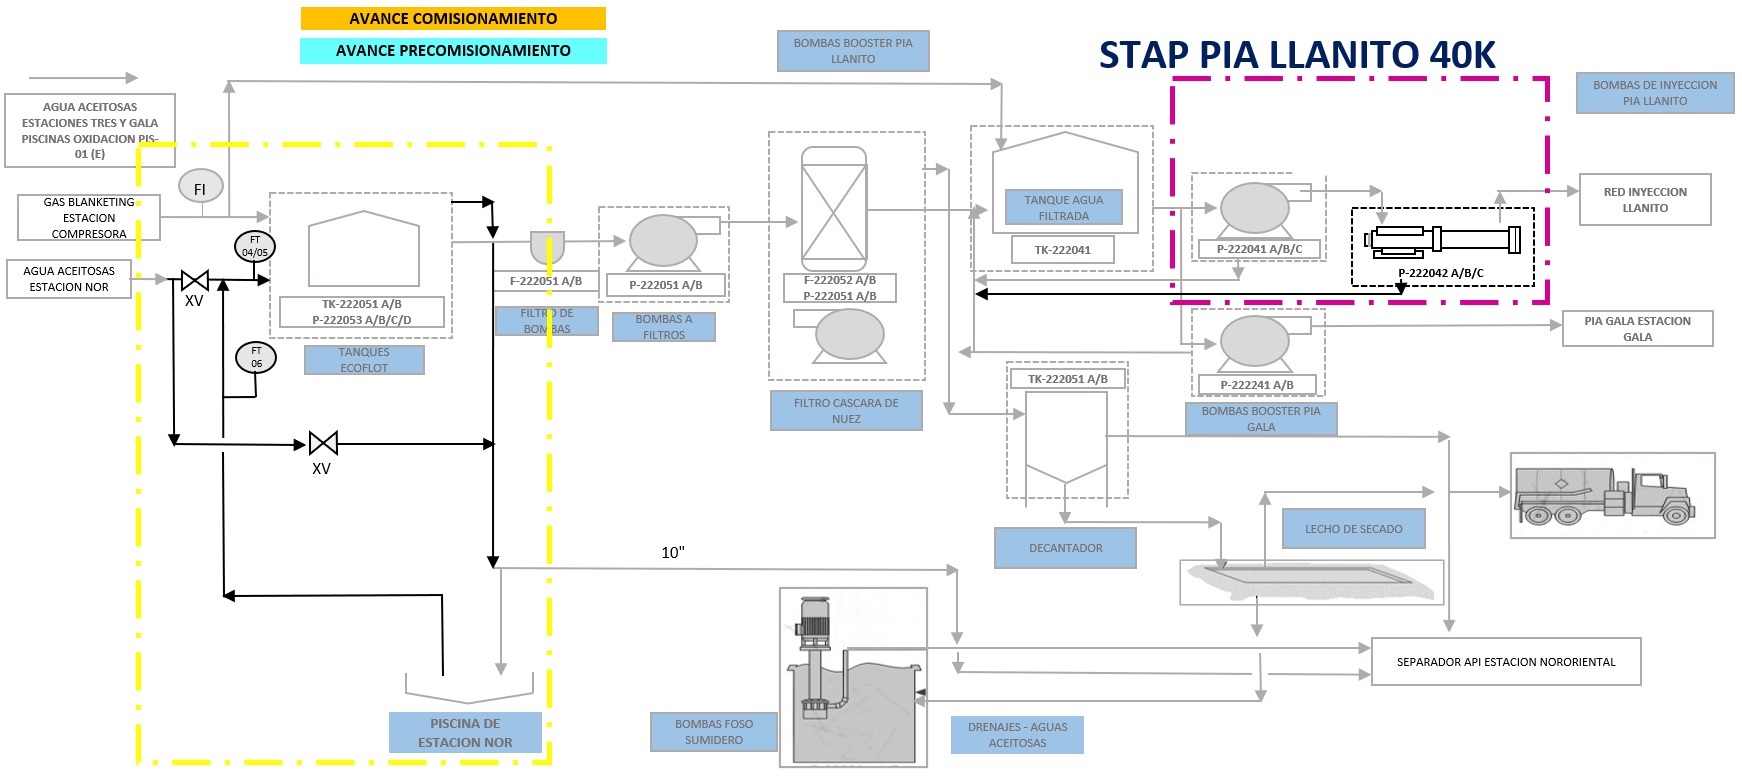 AVANCE COMISIONAMIENTO
AVANCE PRECOMISIONAMIENTO
BOMBAS BOOSTER PIA
LLANITO
STAP PIA LLANITO 40K
BOMBAS DE INYECCION
PIA LLANITO
AGUA ACEITOSAS
ESTACIONES TRES Y GALA
PISCINAS OXIDACION PIS-
01 (E)
FI
GAS BLANKETING
ESTACION
COMPRESORA
FT
04/05
AGUA ACEITOSAS
ESTACION NOR
XV
TK-222051 A/B
P-222053 A/B/C/D
TANQUES
ECOFLOT
FT
06
XV
F-222051 A/B
FILTRO DE
BOMBAS
P-222051 A/B
BOMBAS A
FILTROS
F-222052 A/B
P-222051 A/B
FILTRO CASCARA DE
NUEZ
TANQUE AGUA
FILTRADA
TK-222041
P-222041 A/B/C
P-222042 A/B/C
RED INYECCION
LLANITO
PIA GALA ESTACION
GALA
P-222241 A/B
BOMBAS BOOSTER PIA
GALA
TK-222051 A/B
DECANTADOR
LECHO DE SECADO
10"
SEPARADOR API ESTACION NORORIENTAL
PISCINA DE
ESTACION NOR
BOMBAS FOSO
SUMIDERO
DRENAJES - AGUAS
ACEITOSAS